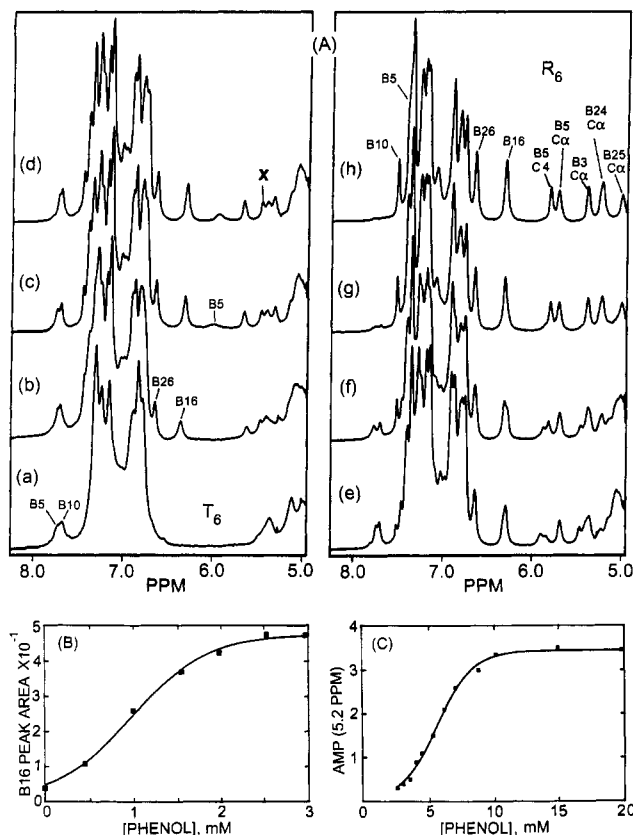 (A)
(d)
X
(c)
B5
(b)
B26
B16
(a)
B5
B10
T6
8.0 7.0 6.0 5.0
PPM
R6
(h)
B5
B10
B26
B16
B5
C4
B5
Cα
B3
Cα
B24
Cα
B25
Cα
(g)
(f)
(e)
8.0 7.0 6.0 5.0
PPM
(B)
B16 PEAK AREA X10-1
5
4
3
2
1
0
0 1 2 3
[PHENOL], mM
(C)
AMP (5.2 PPM)
4
3
2
1
0 5 10 15 20
[PHENOL], mM